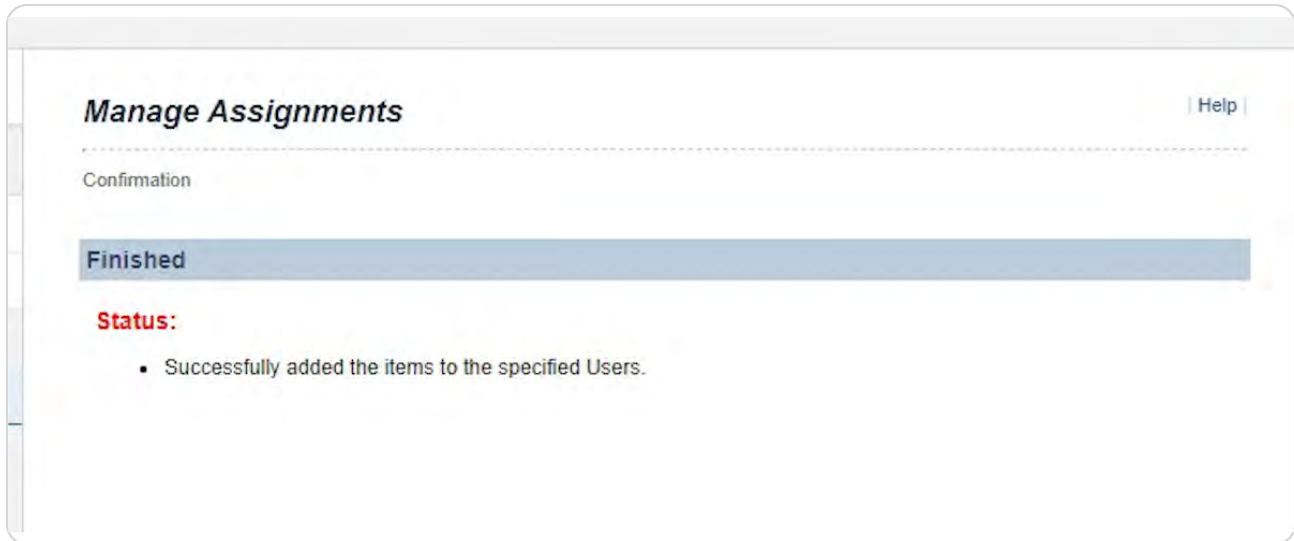 Manage Assignments
| Help |
Confirmation
Finished
Status:
• Successfully added the items to the specified Users.